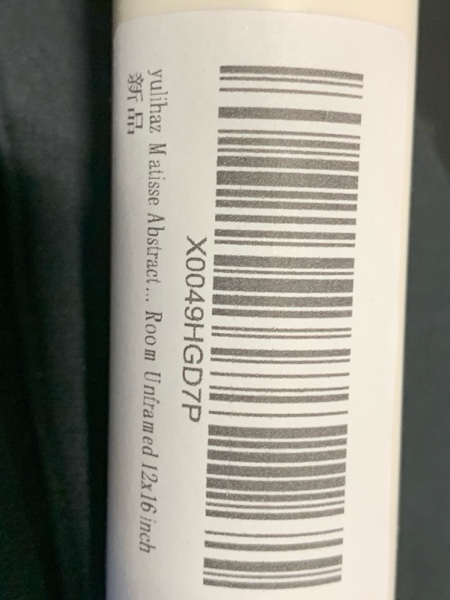 X0049HGD7P
yulihaz Matisse Abstract... Room Unframed 12x16 inch
新品